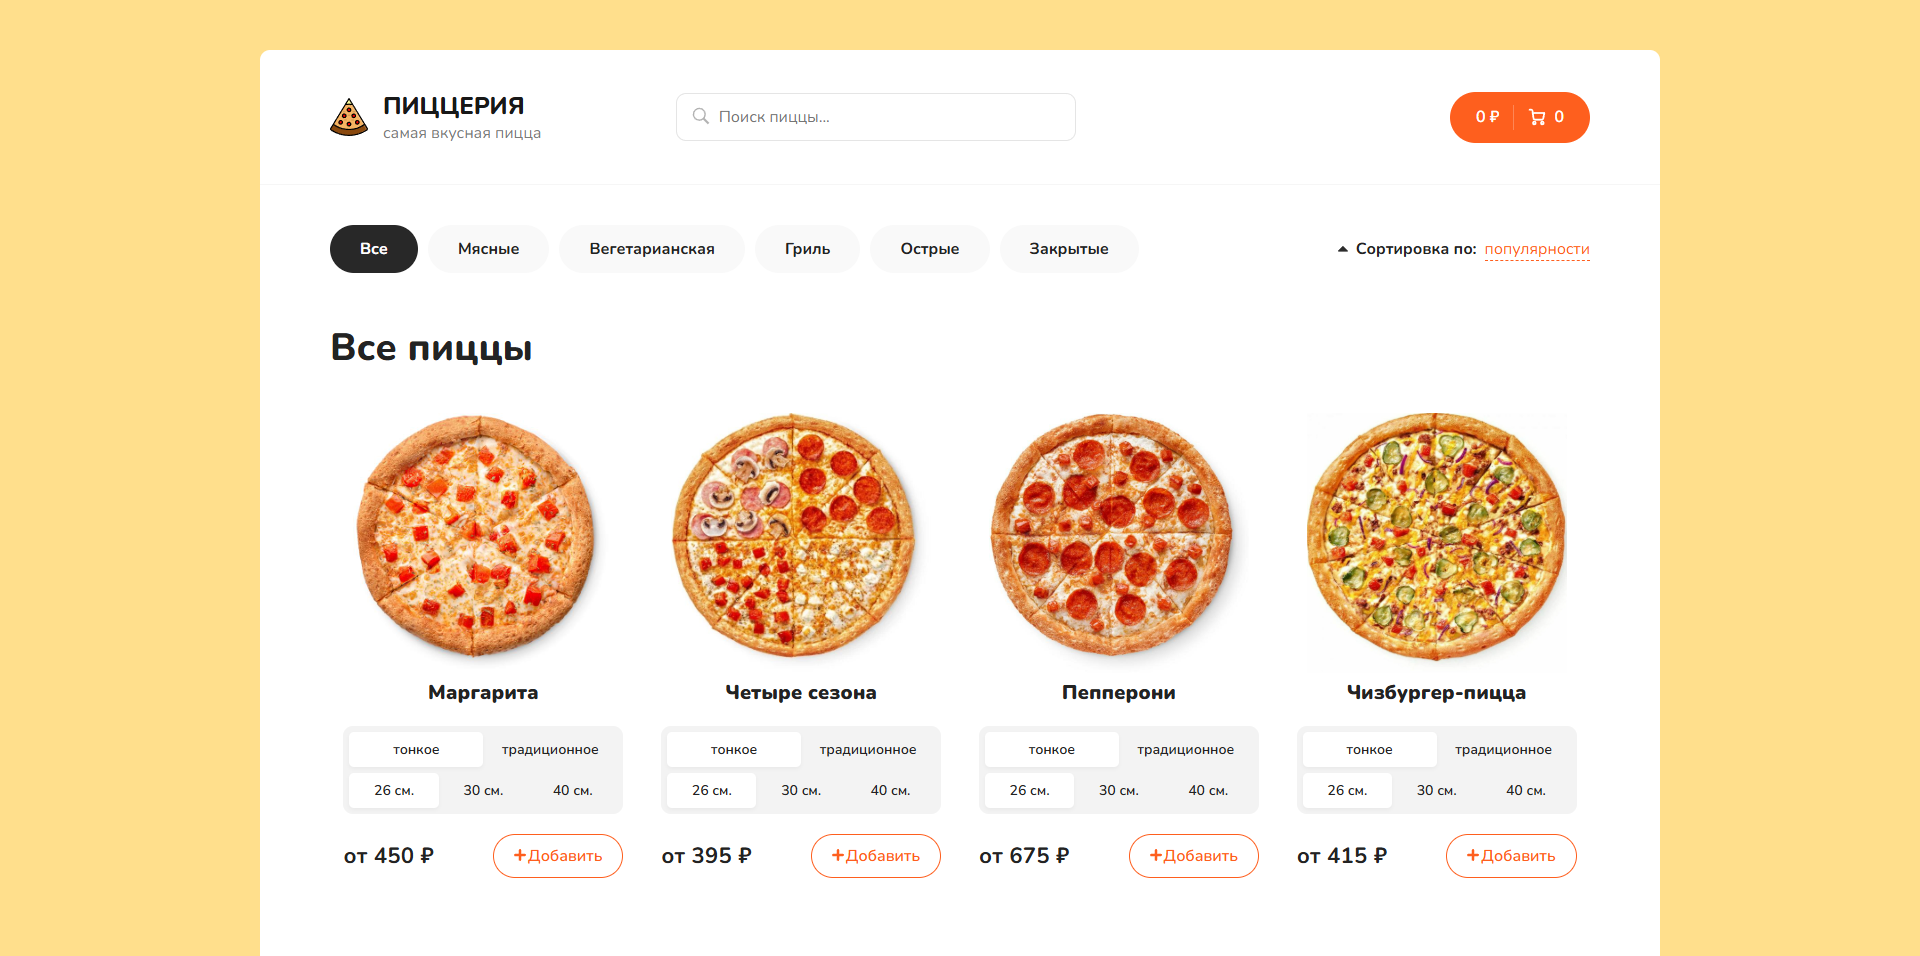 ПИЦЦЕРИЯ
самая вкусная пицца
Поиск пиццы...
0 ₽ 0
Все Мясные Вегетарианская Гриль Острые Закрытые Сортировка по: популярности
Все пиццы
Маргарита Четыре сезона Пепперони Чизбургер-пицца
тонкое традиционное тонкое традиционное тонкое традиционное тонкое традиционное
26 см. 30 см. 40 см. 26 см. 30 см. 40 см. 26 см. 30 см. 40 см. 26 см. 30 см. 40 см.
от 450 ₽ +Добавить от 395 ₽ +Добавить от 675 ₽ +Добавить от 415 ₽ +Добавить